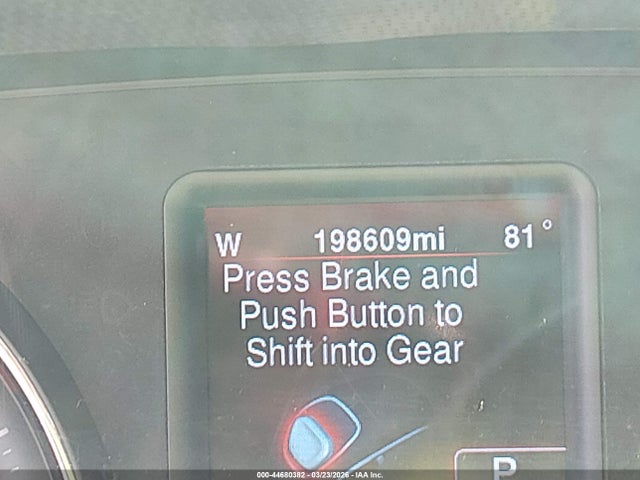 W 198609mi 81°
Press Brake and
Push Button to
Shift into Gear
P
000-44680382 - 03/23/2026 - IAA Inc.